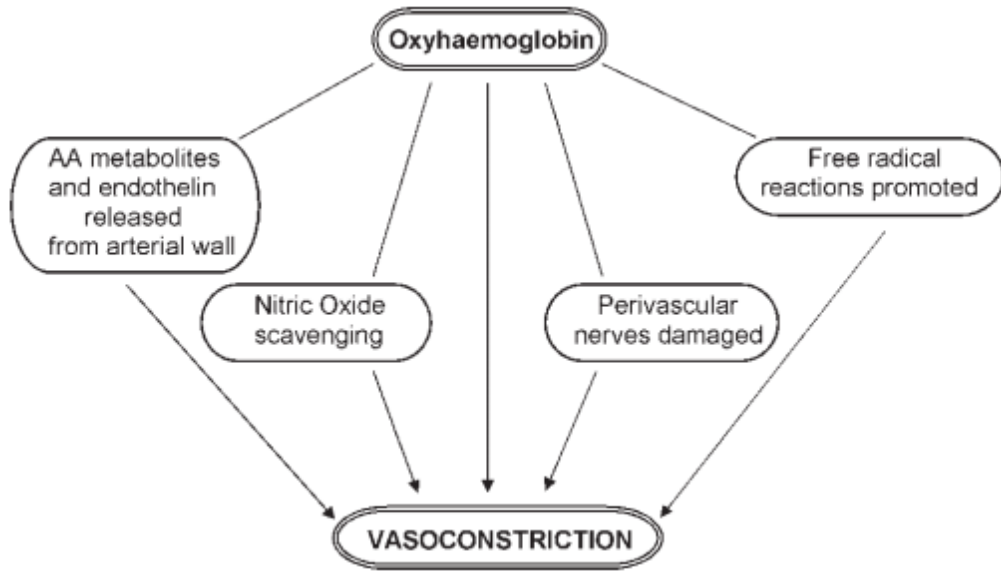 Oxyhaemoglobin
AA metabolites
and endothelin
released
from arterial wall
Free radical
reactions promoted
Nitric Oxide
scavenging
Perivascular
nerves damaged
VASOCONSTRICTION